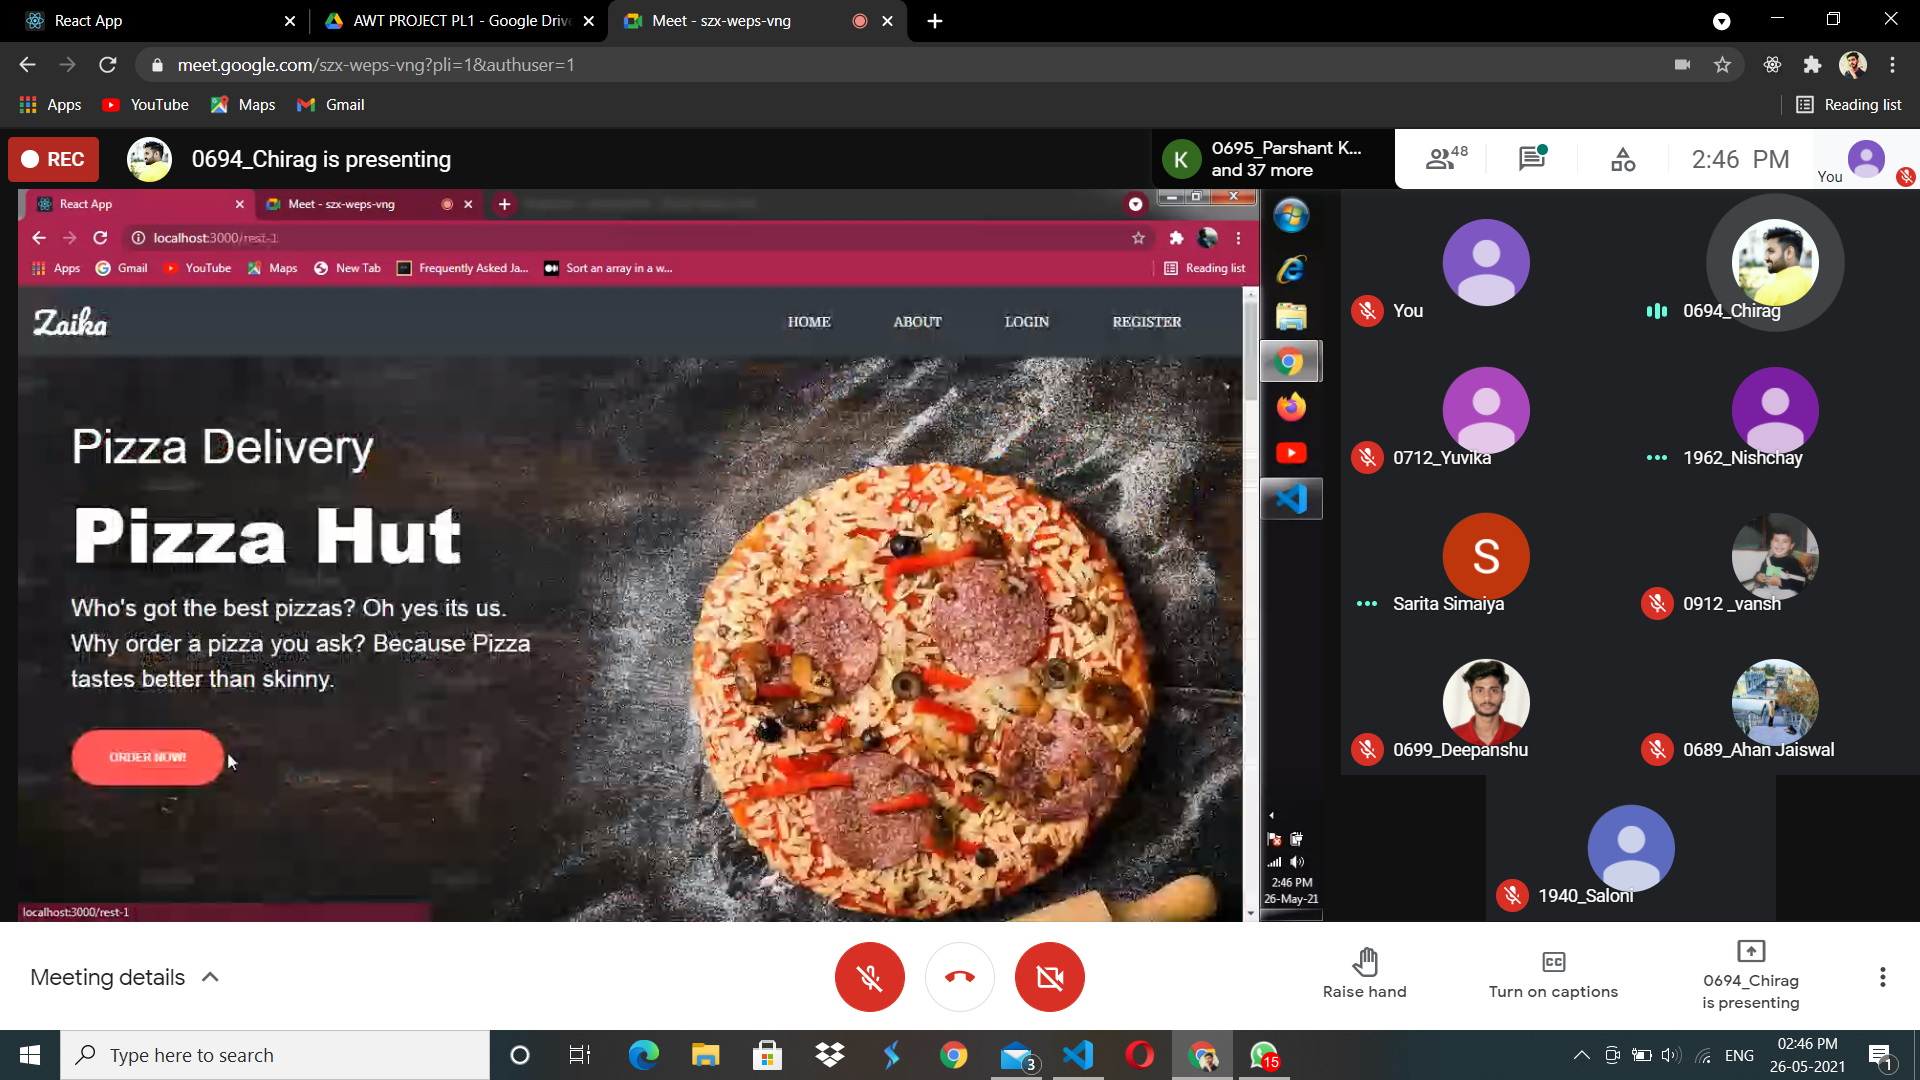 React App
AWT PROJECT PL1 - Google Drive
Meet - szx-weps-vng
meet.google.com/szx-weps-vng?pli=1&authuser=1
Apps
YouTube
Maps
Gmail
Reading list
REC
0694_Chirag is presenting
K
0695_Parshant K...
and 37 more
48
2:46 PM
You
React App
Meet - szx-weps-vng
localhost:3000/rest-1
Apps
Gmail
YouTube
Maps
New Tab
Frequently Asked Ja...
Sort an array in a w...
Reading list
Zaika
HOME
ABOUT
LOGIN
REGISTER
Pizza Delivery
Pizza Hut
Who's got the best pizzas? Oh yes its us.
Why order a pizza you ask? Because Pizza
tastes better than skinny.
ORDER NOW!
localhost:3000/rest-1
2:46 PM
26-May-21
You
0694_Chirag
0712_Yuvika
1962_Nishchay
S
Sarita Simaiya
0912 _vansh
0699_Deepanshu
0689_Ahan Jaiswal
1940_Saloni
Meeting details
Raise hand
CC
Turn on captions
0694_Chirag
is presenting
Type here to search
3
15
ENG
02:46 PM
26-05-2021
1